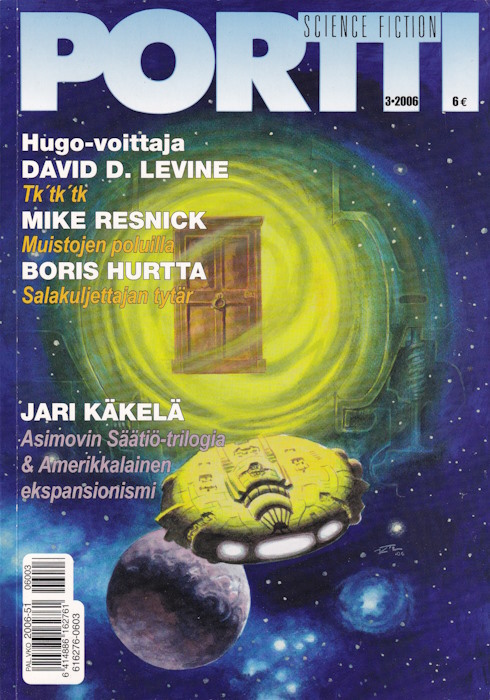 PORTTI
SCIENCE FICTION
3•2006
6 €
Hugo-voittaja
DAVID D. LEVINE
Tk´tk´tk
MIKE RESNICK
Muistojen poluilla
BORIS HURTTA
Salakuljettajan tytär
JARI KÄKELÄ
Asimovin Säätiö-trilogia
& Amerikkalainen
ekspansionismi
PALVKO 2006-51 06003
6 414886 162761
616276-0603